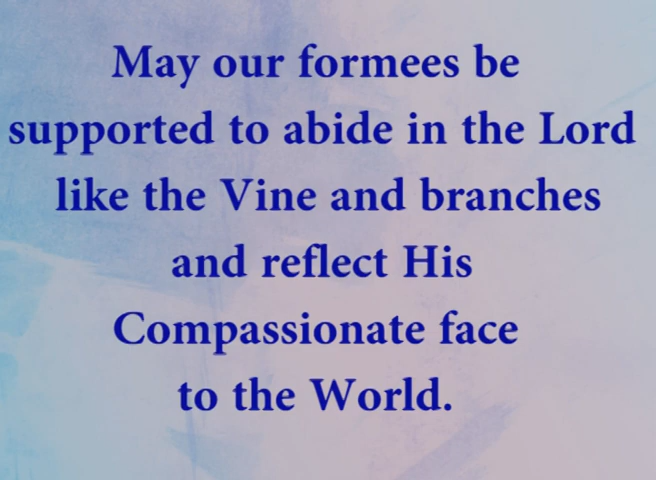 May our formees be
supported to abide in the Lord
like the Vine and branches
and reflect His
Compassionate face
to the World.